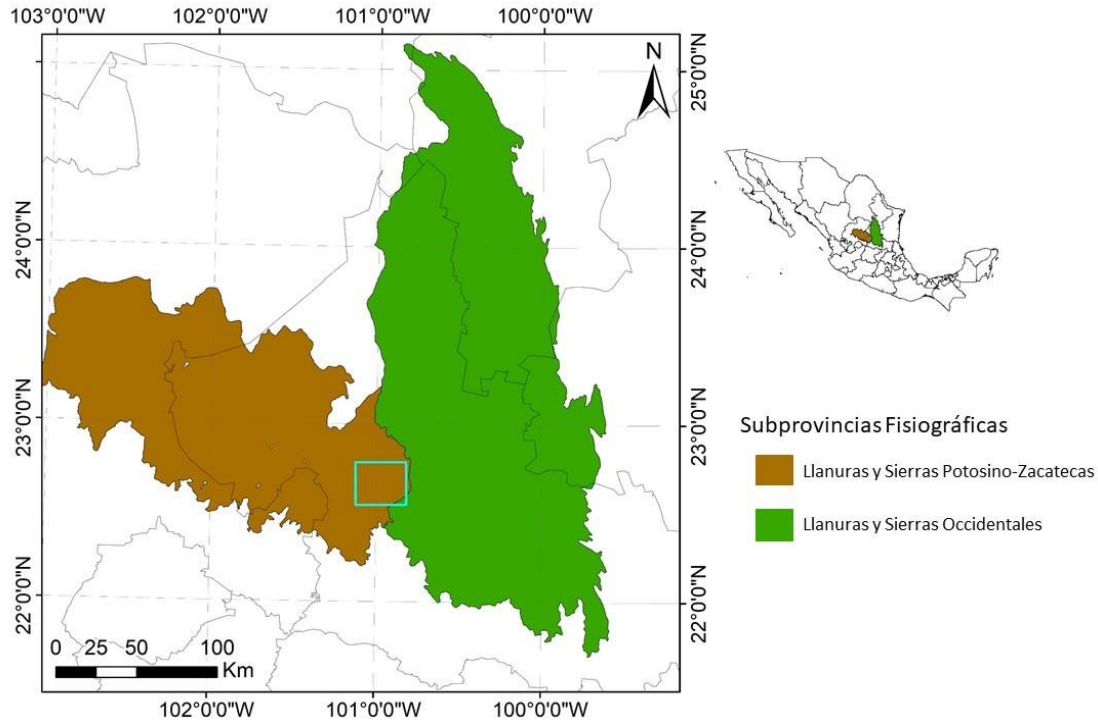 103°0'0"W 102°0'0"W 101°0'0"W 100°0'0"W
N
25°0'0"N
24°0'0"N
24°0'0"N
23°0'0"N
23°0'0"N
22°0'0"N
22°0'0"N
0 25 50 100
Km
102°0'0"W 101°0'0"W 100°0'0"W
Subprovincias Fisiográficas
Llanuras y Sierras Potosino-Zacatecas
Llanuras y Sierras Occidentales